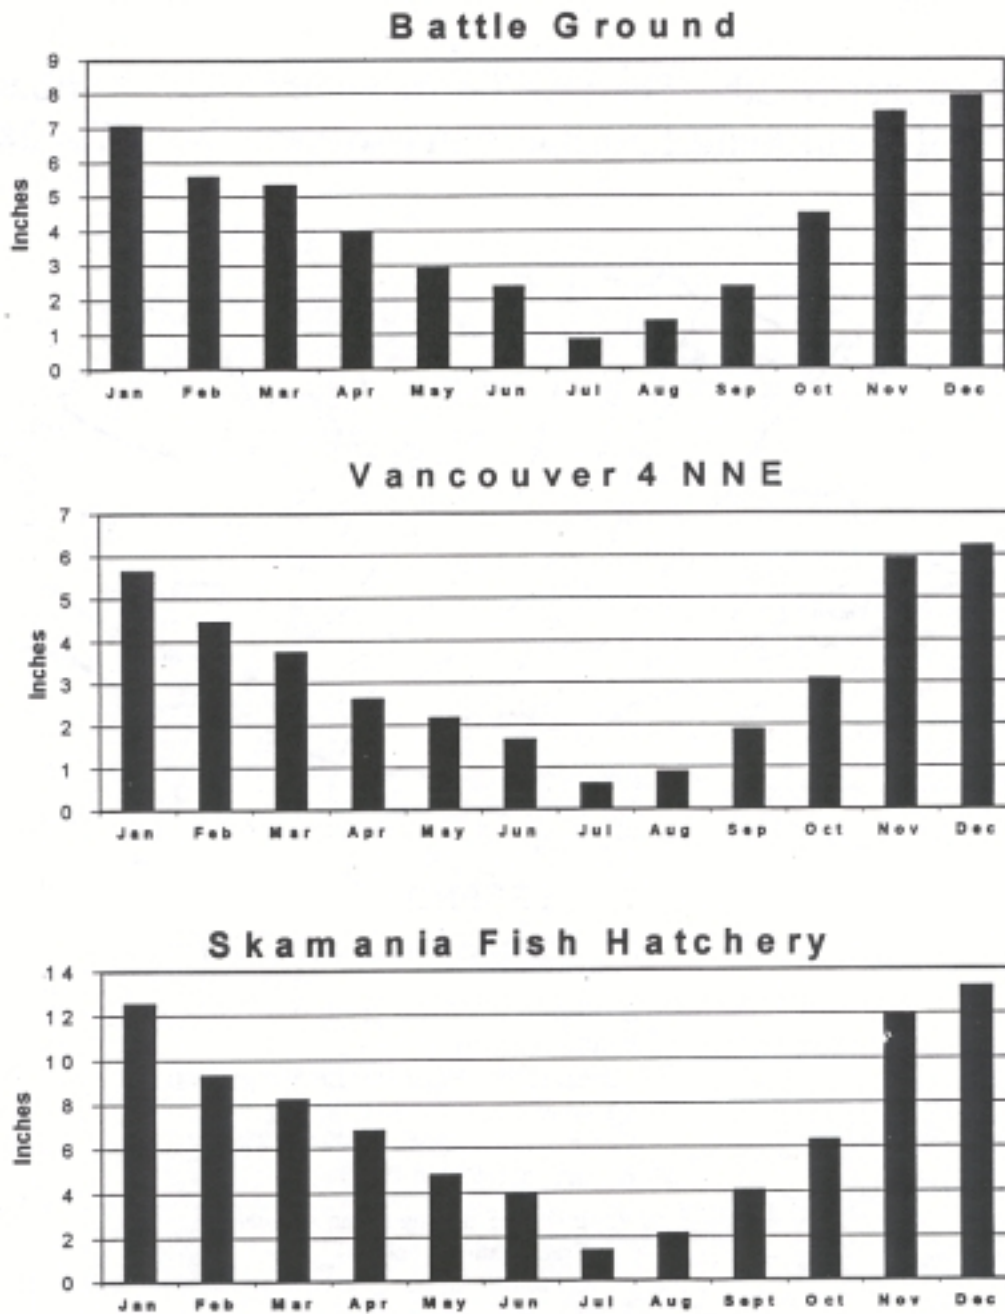 Battle Ground
9
8
7
6
5
4
3
2
1
0
Inches
Jan Feb Mar Apr May Jun Jul Aug Sep Oct Nov Dec
Vancouver 4 NNE
7
6
5
4
3
2
1
0
Inches
Jan Feb Mar Apr May Jun Jul Aug Sep Oct Nov Dec
Skamania Fish Hatchery
14
12
10
8
6
4
2
0
Inches
Jan Feb Mar Apr May Jun Jul Aug Sept Oct Nov Dec